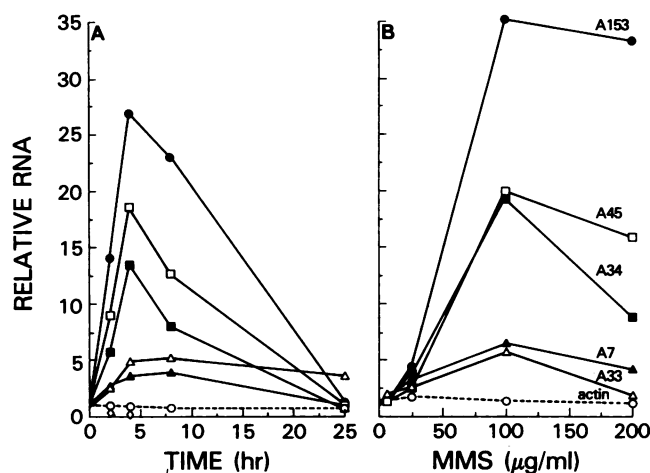 A
B
RELATIVE RNA
35
30
25
20
15
10
5
0
0 5 10 15 20 25
TIME (hr)
0 50 100 150 200
MMS (μg/ml)
A153
A45
A34
A7
A33
actin